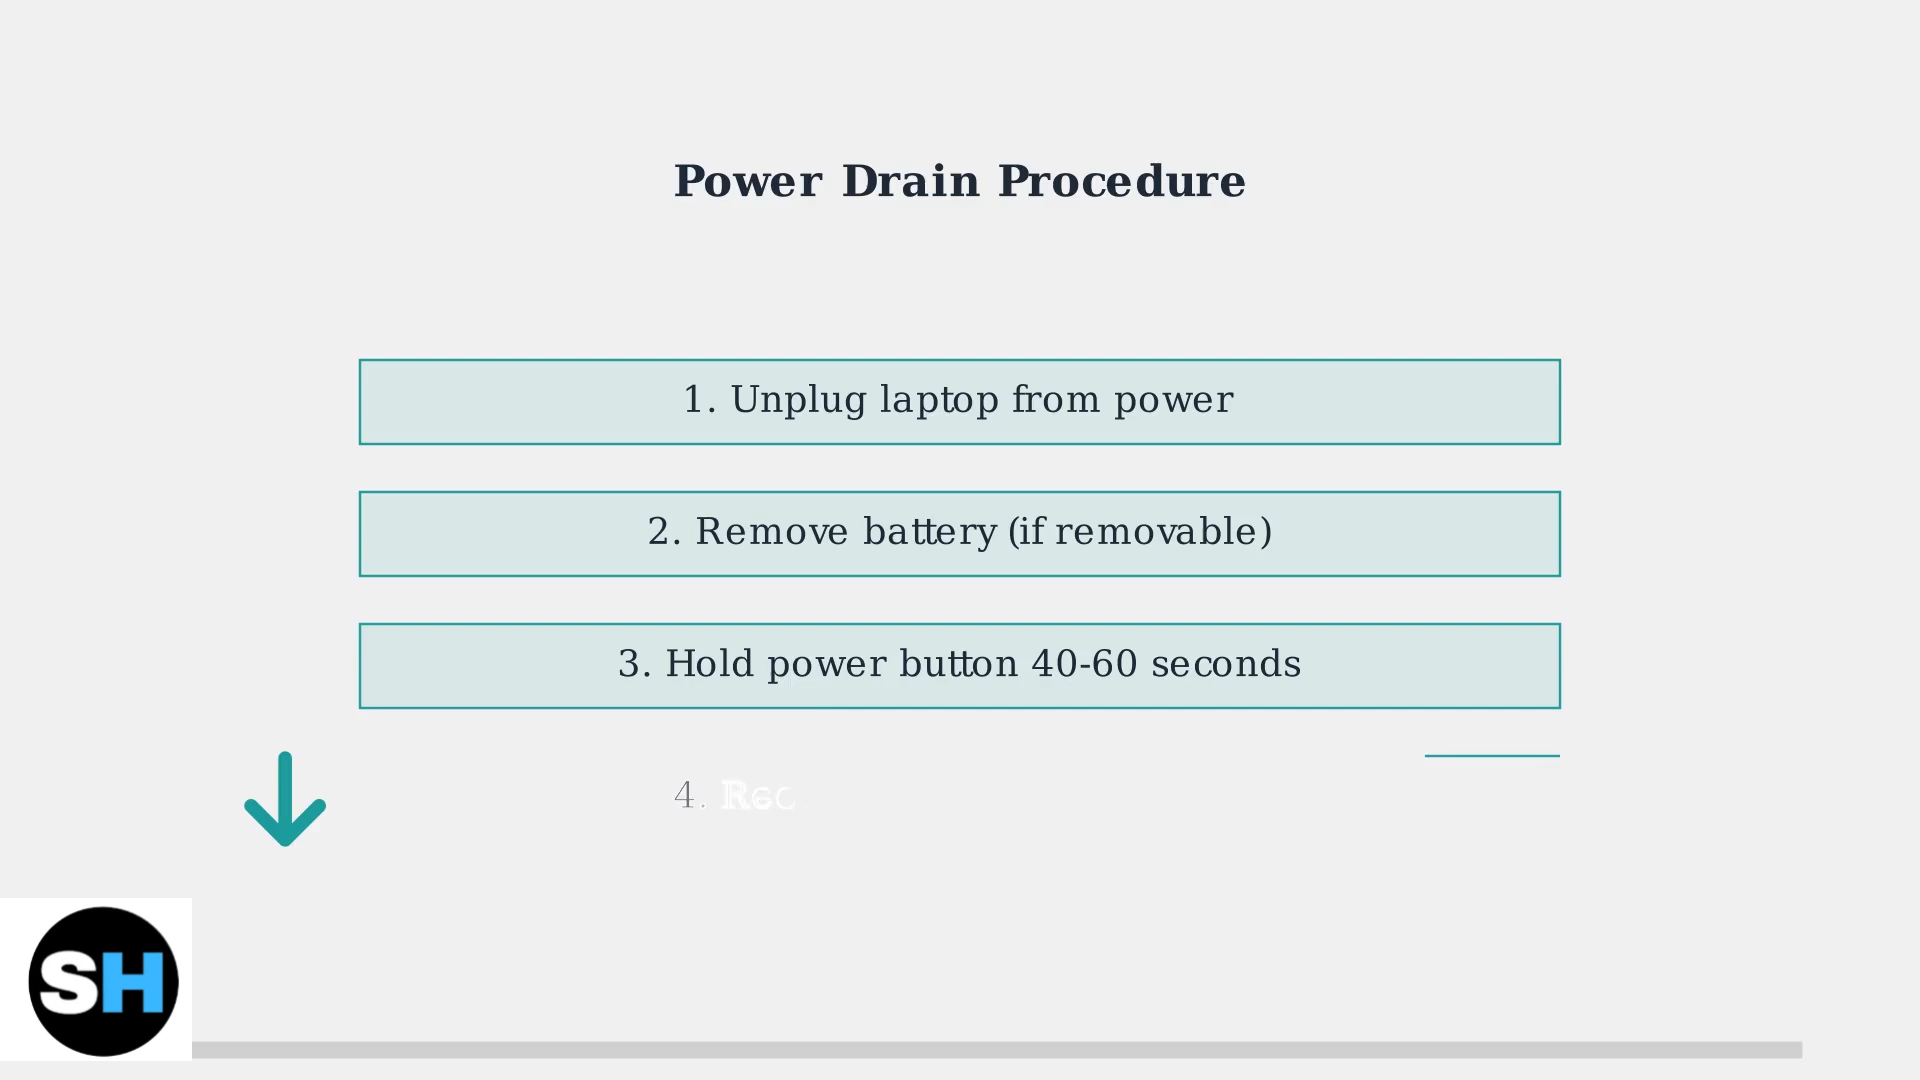 Power Drain Procedure
1. Unplug laptop from power
2. Remove battery (if removable)
3. Hold power button 40-60 seconds
4. Rec
SH